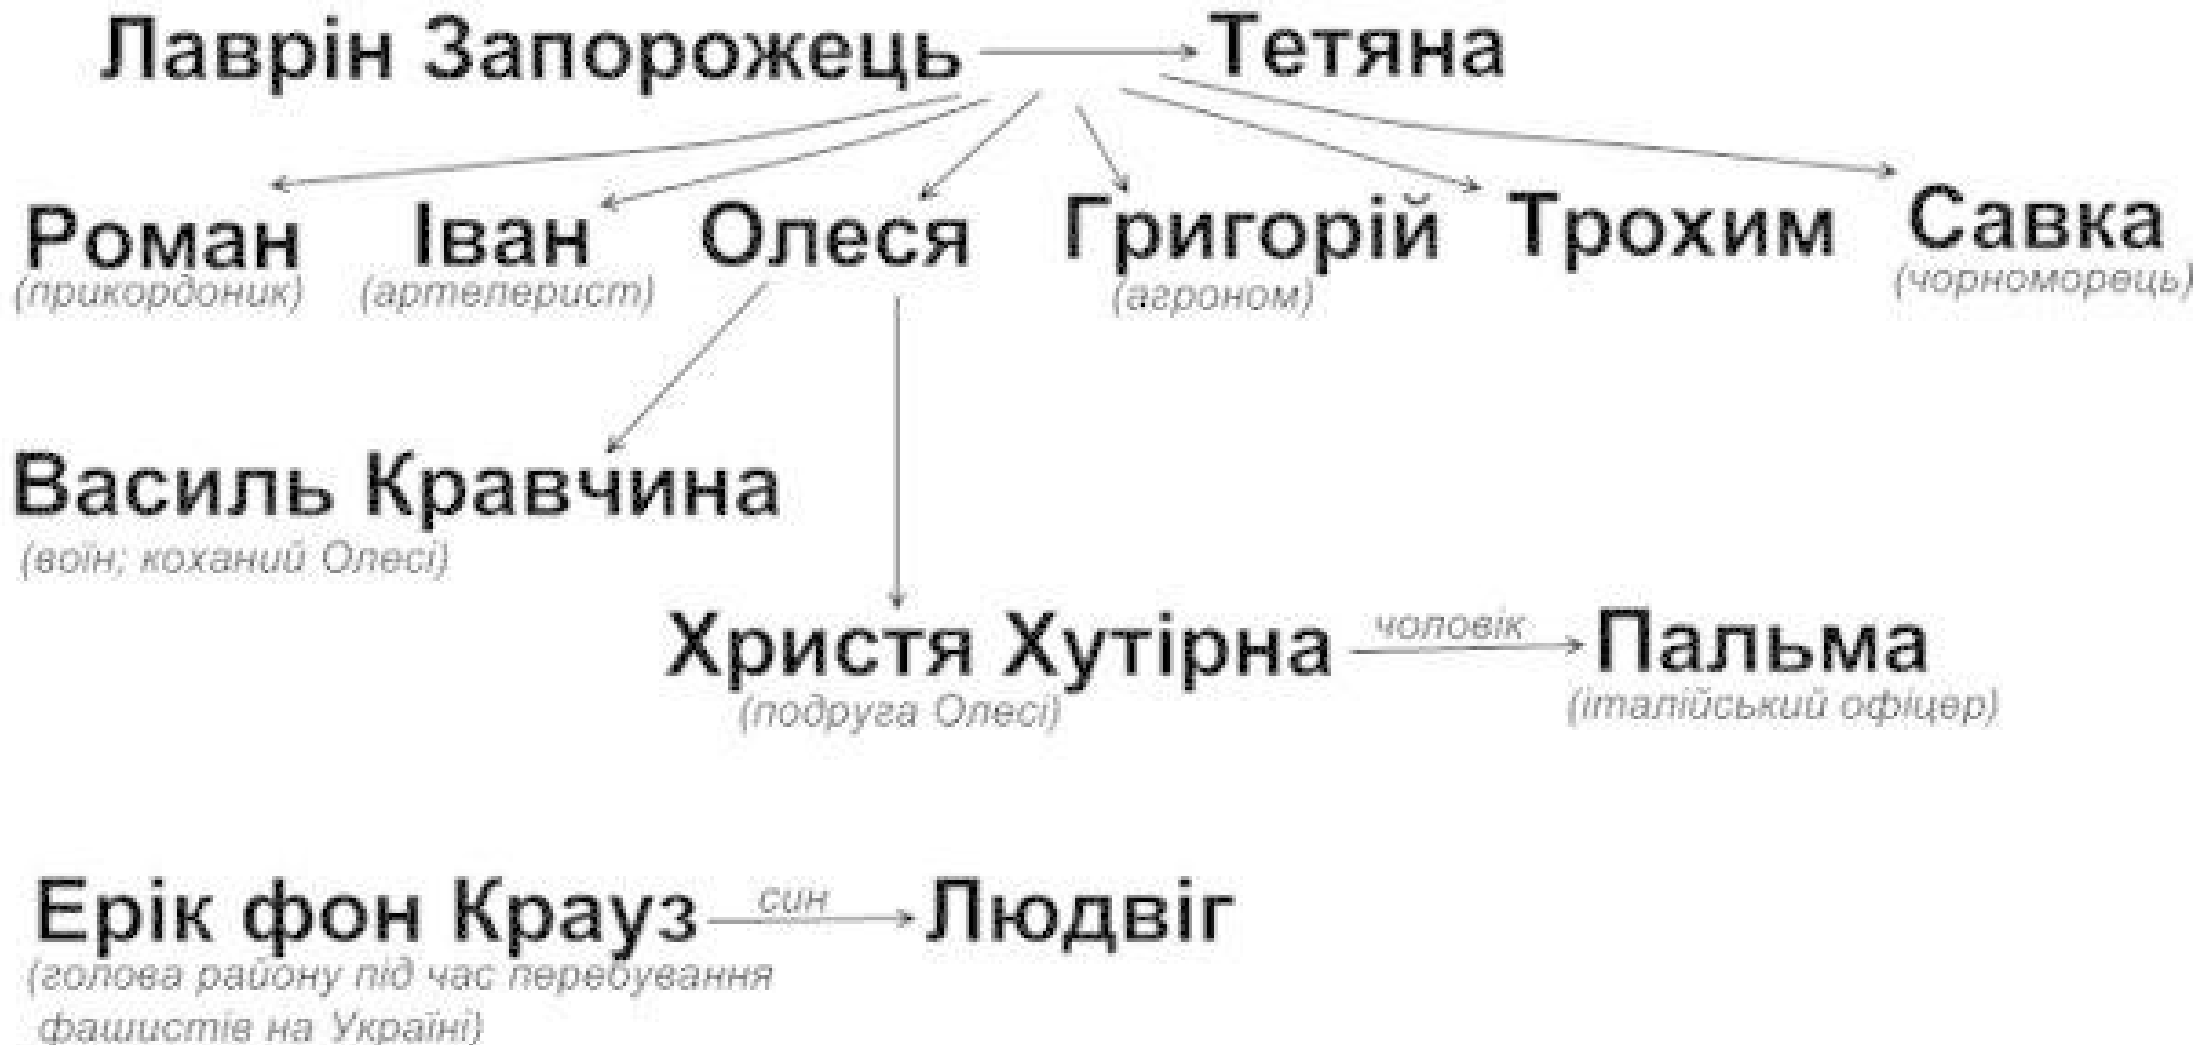 Лаврін Запорожець Тетяна
Роман Іван Олеся Григорій Трохим Савка
(прикордоник) (артелерист) (агроном) (чорноморець)
Василь Кравчина
(воїн; коханий Олесі)
Христя Хутірна чоловік Пальма
(подруга Олесі) (італійський офіцер)
Ерік фон Крауз син Людвіг
(голова району під час перебування
фашистів на Україні)